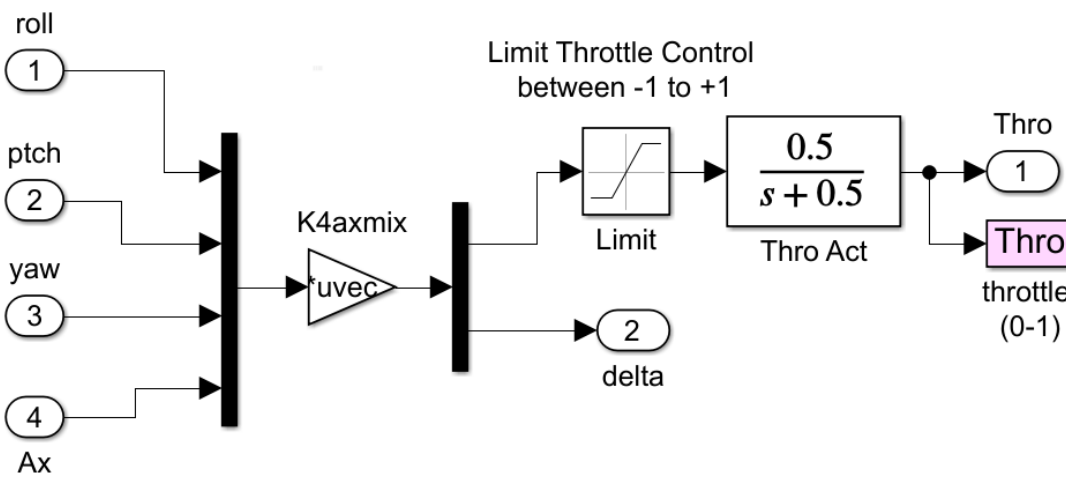 roll
1
ptch
2
yaw
3
4
Ax
K4axmix
*uvec
Limit Throttle Control
between -1 to +1
Limit
0.5
s + 0.5
Thro Act
Thro
1
Thro
throttle
(0-1)
2
delta